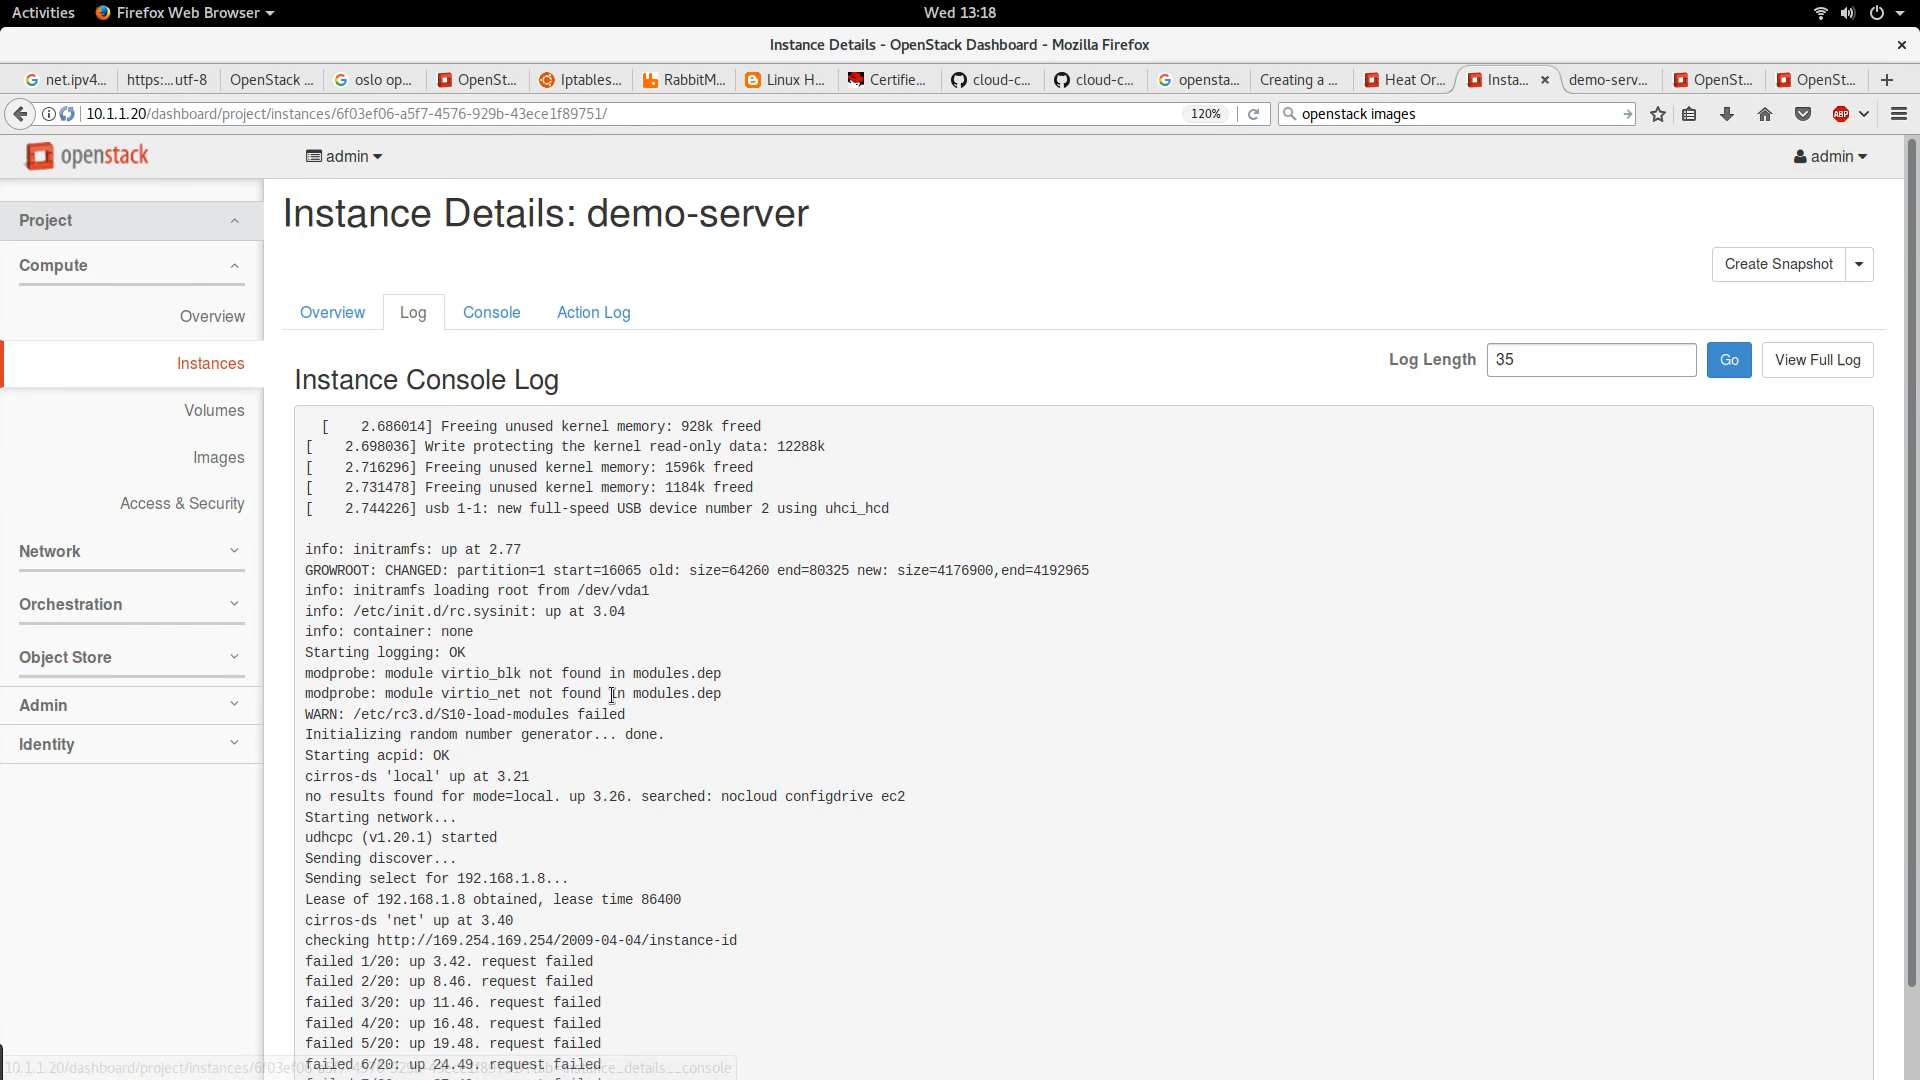 Activities Firefox Web Browser Wed 13:18
Instance Details - OpenStack Dashboard - Mozilla Firefox
net.ipv4... https:...utf-8 OpenStack ... oslo op... OpenSt... Iptables... RabbitM... Linux H... Certifie... cloud-c... cloud-c... opensta... Creating a ... Heat Or... Insta... demo-serv... OpenSt... OpenSt...
10.1.1.20/dashboard/project/instances/6f03ef06-a5f7-4576-929b-43ece1f89751/ 120% openstack images ABP
openstack admin admin
Project
Compute
Overview
Instances
Volumes
Images
Access & Security
Network
Orchestration
Object Store
Admin
Identity
Instance Details: demo-server
Create Snapshot
Overview Log Console Action Log
Instance Console Log Log Length 35 Go View Full Log
[    2.686014] Freeing unused kernel memory: 928k freed
[    2.698036] Write protecting the kernel read-only data: 12288k
[    2.716296] Freeing unused kernel memory: 1596k freed
[    2.731478] Freeing unused kernel memory: 1184k freed
[    2.744226] usb 1-1: new full-speed USB device number 2 using uhci_hcd
info: initramfs: up at 2.77
GROWROOT: CHANGED: partition=1 start=16065 old: size=64260 end=80325 new: size=4176900,end=4192965
info: initramfs loading root from /dev/vda1
info: /etc/init.d/rc.sysinit: up at 3.04
info: container: none
Starting logging: OK
modprobe: module virtio_blk not found in modules.dep
modprobe: module virtio_net not found in modules.dep
WARN: /etc/rc3.d/S10-load-modules failed
Initializing random number generator... done.
Starting acpid: OK
cirros-ds 'local' up at 3.21
no results found for mode=local. up 3.26. searched: nocloud configdrive ec2
Starting network...
udhcpc (v1.20.1) started
Sending discover...
Sending select for 192.168.1.8...
Lease of 192.168.1.8 obtained, lease time 86400
cirros-ds 'net' up at 3.40
checking http://169.254.169.254/2009-04-04/instance-id
failed 1/20: up 3.42. request failed
failed 2/20: up 8.46. request failed
failed 3/20: up 11.46. request failed
failed 4/20: up 16.48. request failed
failed 5/20: up 19.48. request failed
failed 6/20: up 24.49. request failed